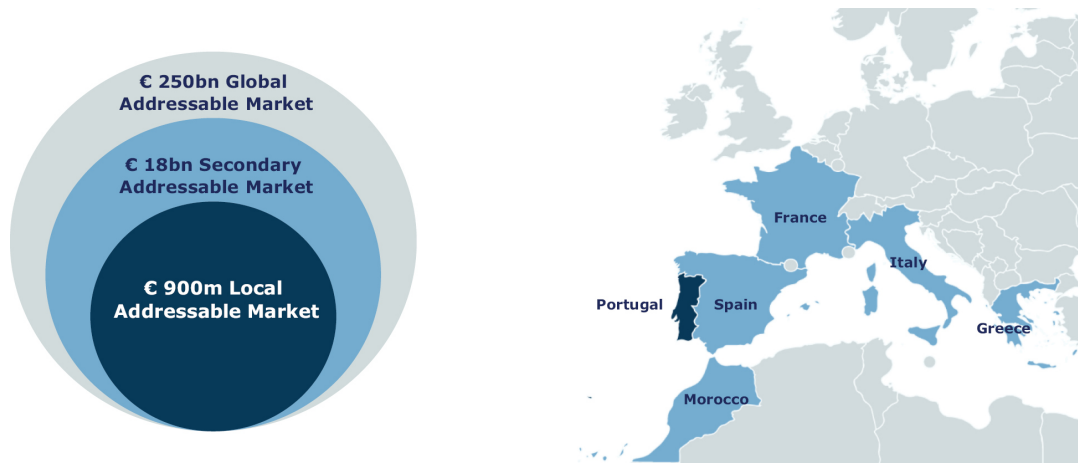 € 250bn Global
Addressable Market
€ 18bn Secondary
Addressable Market
€ 900m Local
Addressable Market
France
Italy
Portugal
Spain
Greece
Morocco